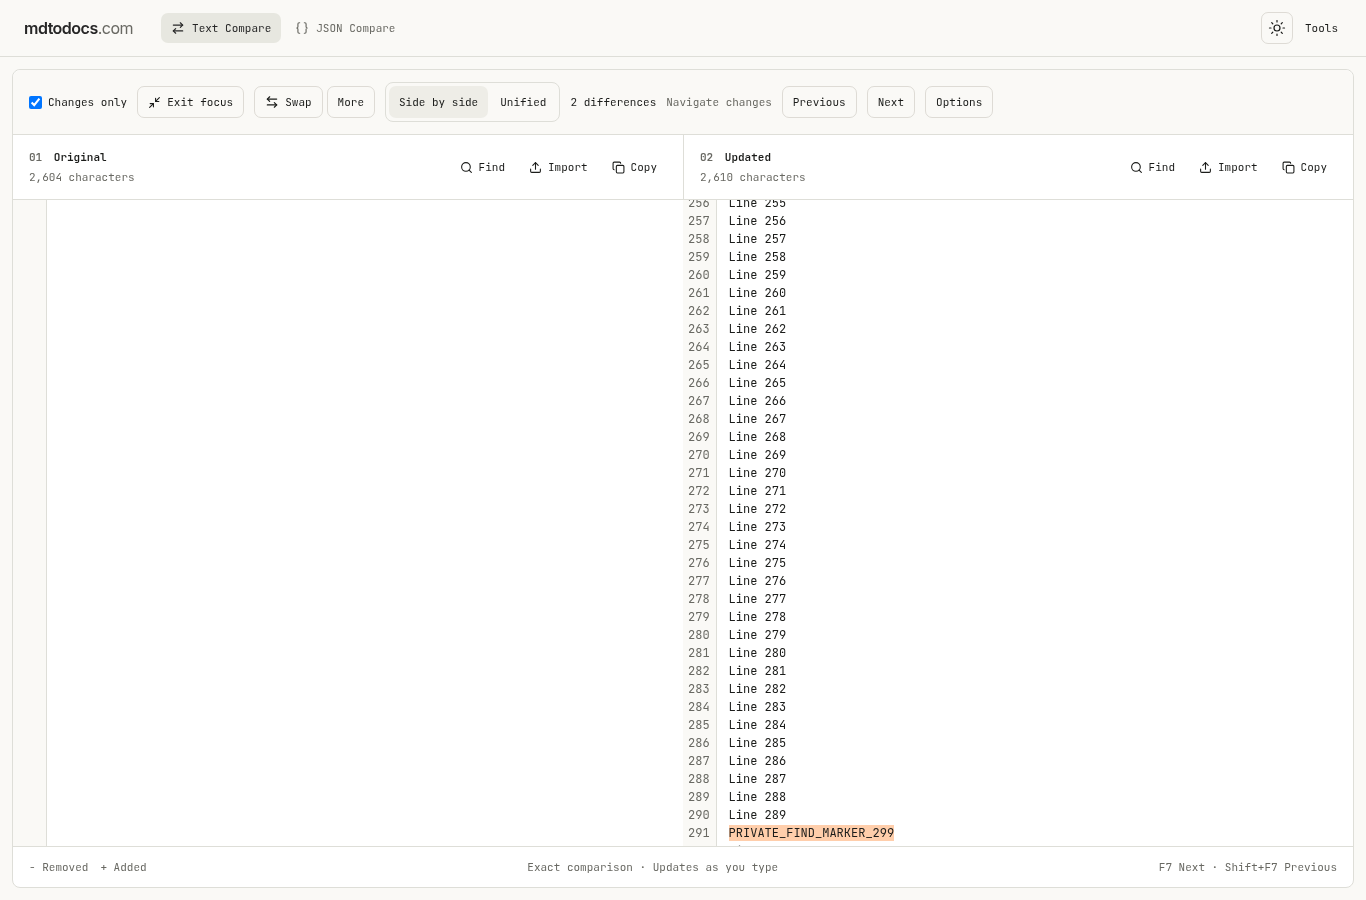 mdtodocs.com
Text Compare
{} JSON Compare
Tools
Changes only
Exit focus
Swap
More
Side by side
Unified
2 differences
Navigate changes
Previous
Next
Options
01 Original
2,604 characters
Find
Import
Copy
02 Updated
2,610 characters
Find
Import
Copy
256 Line 255
257 Line 256
258 Line 257
259 Line 258
260 Line 259
261 Line 260
262 Line 261
263 Line 262
264 Line 263
265 Line 264
266 Line 265
267 Line 266
268 Line 267
269 Line 268
270 Line 269
271 Line 270
272 Line 271
273 Line 272
274 Line 273
275 Line 274
276 Line 275
277 Line 276
278 Line 277
279 Line 278
280 Line 279
281 Line 280
282 Line 281
283 Line 282
284 Line 283
285 Line 284
286 Line 285
287 Line 286
288 Line 287
289 Line 288
290 Line 289
291 PRIVATE_FIND_MARKER_299
- Removed + Added
Exact comparison · Updates as you type
F7 Next · Shift+F7 Previous